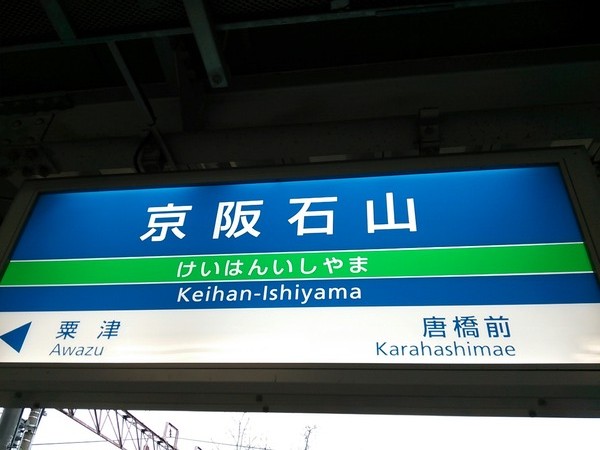 京阪石山
けいはんいしやま
Keihan-Ishiyama
粟津 唐橋前
Awazu Karahashimae